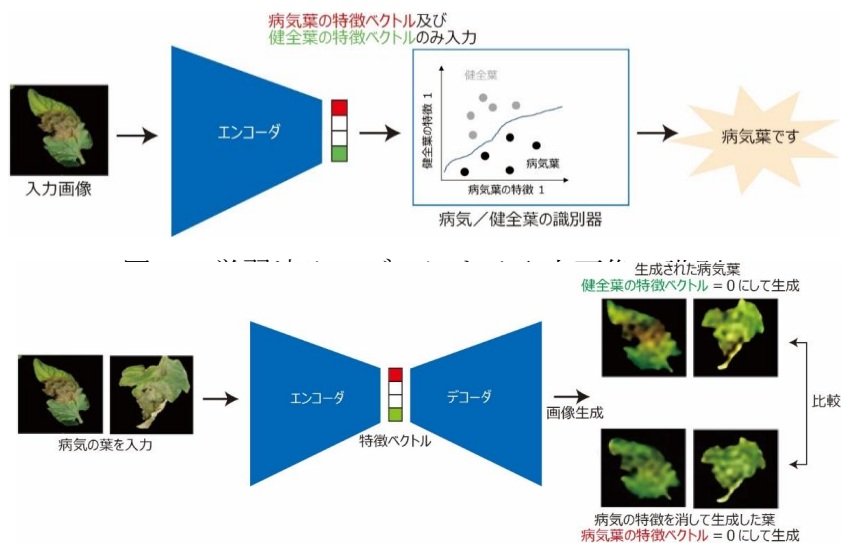 病気葉の特徴ベクトル及び
健全葉の特徴ベクトルのみ入力
入力画像
エンコーダ
健全葉
健全葉の特徴 1
病気葉
病気葉の特徴 1
病気／健全葉の識別器
病気葉です
生成された病気葉
健全葉の特徴ベクトル = 0 にして生成
病気の葉を入力
エンコーダ
特徴ベクトル
デコーダ
画像生成
比較
病気の特徴を消して生成した葉
病気葉の特徴ベクトル = 0 にして生成